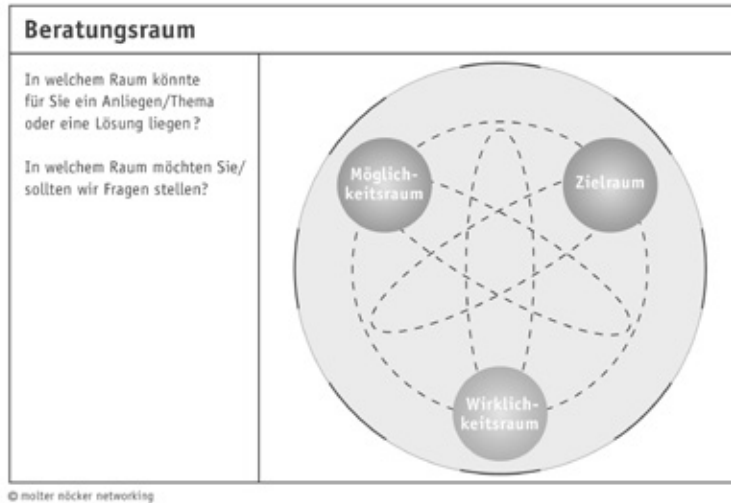 Beratungsraum
In welchem Raum könnte
für Sie ein Anliegen/Thema
oder eine Lösung liegen?
In welchem Raum möchten Sie/
sollten wir Fragen stellen?
Möglich-
keitsraum
Zielraum
Wirklich-
keitsraum
© molter nöcker networking